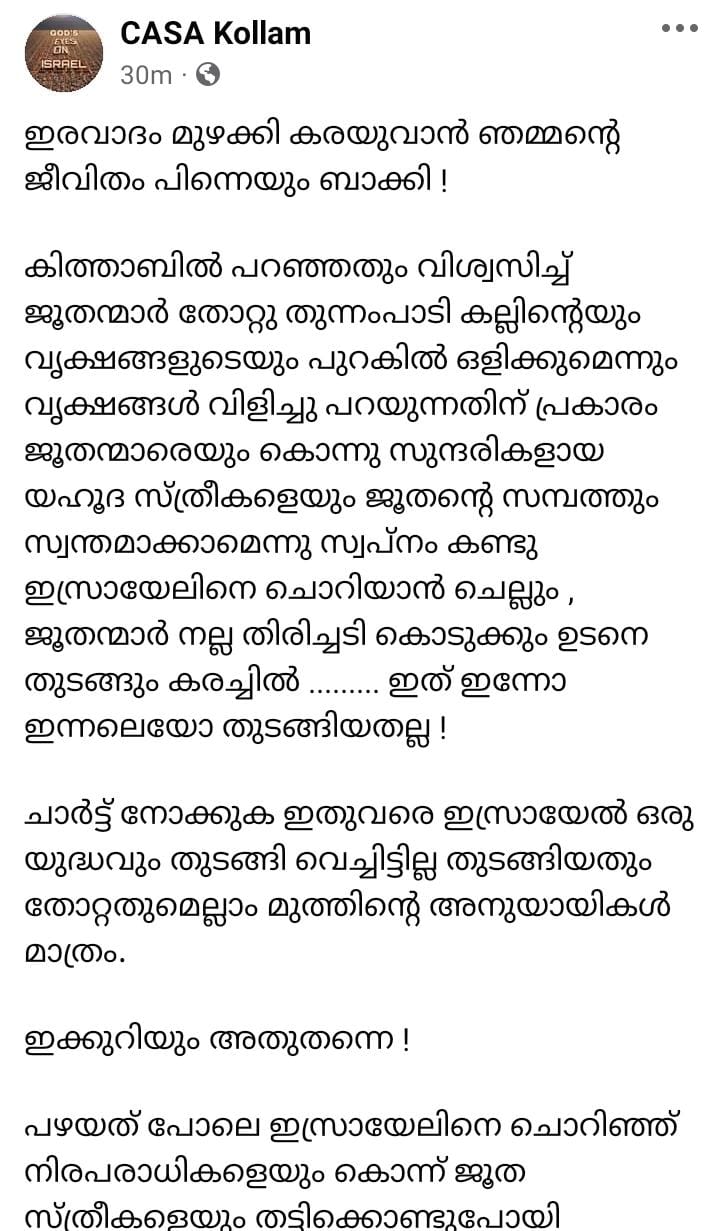 GOD'S
EYES
ON
ISRAEL
CASA Kollam
30m ·
ഇരവാദം മുഴക്കി കരയുവാൻ ഞമ്മന്റെ
ജീവിതം പിന്നെയും ബാക്കി !
കിത്താബിൽ പറഞ്ഞതും വിശ്വസിച്ച്
ജൂതന്മാർ തോറ്റു തുന്നംപാടി കല്ലിന്റെയും
വൃക്ഷങ്ങളുടെയും പുറകിൽ ഒളിക്കുമെന്നും
വൃക്ഷങ്ങൾ വിളിച്ചു പറയുന്നതിന് പ്രകാരം
ജൂതന്മാരെയും കൊന്നു സുന്ദരികളായ
യഹൂദ സ്ത്രീകളെയും ജൂതന്റെ സമ്പത്തും
സ്വന്തമാക്കാമെന്നു സ്വപ്നം കണ്ടു
ഇസ്രായേലിനെ ചൊറിയാൻ ചെല്ലും ,
ജൂതന്മാർ നല്ല തിരിച്ചടി കൊടുക്കും ഉടനെ
തുടങ്ങും കരച്ചിൽ ......... ഇത് ഇന്നോ
ഇന്നലെയോ തുടങ്ങിയതല്ല !
ചാർട്ട് നോക്കുക ഇതുവരെ ഇസ്രായേൽ ഒരു
യുദ്ധവും തുടങ്ങി വെച്ചിട്ടില്ല തുടങ്ങിയതും
തോറ്റതുമെല്ലാം മുത്തിന്റെ അനുയായികൾ
മാത്രം.
ഇക്കുറിയും അതുതന്നെ !
പഴയത് പോലെ ഇസ്രായേലിനെ ചൊറിഞ്ഞ്
നിരപരാധികളെയും കൊന്ന് ജൂത
സ്ത്രീകളെയും തട്ടിക്കൊണ്ടുപോയി